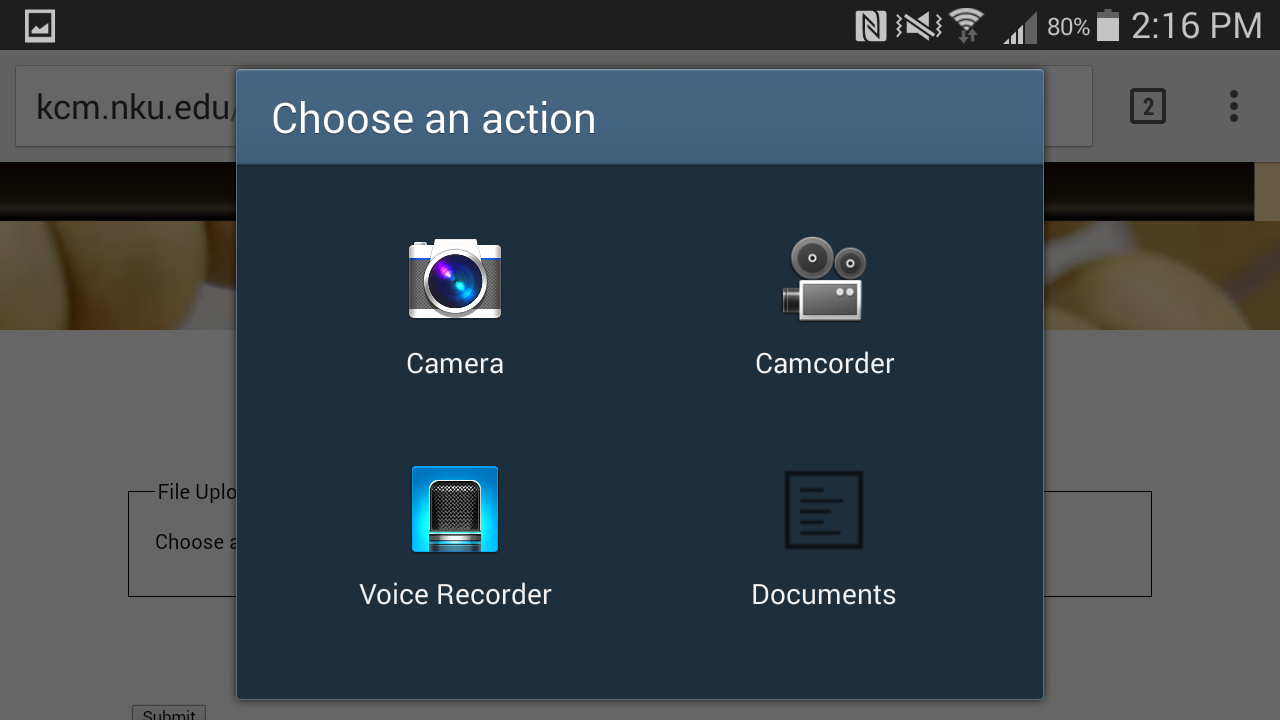 80% 2:16 PM
kcm.nku.edu/
2
Choose an action
Camera
Camcorder
Voice Recorder
Documents
File Uplo
Choose a
Submit